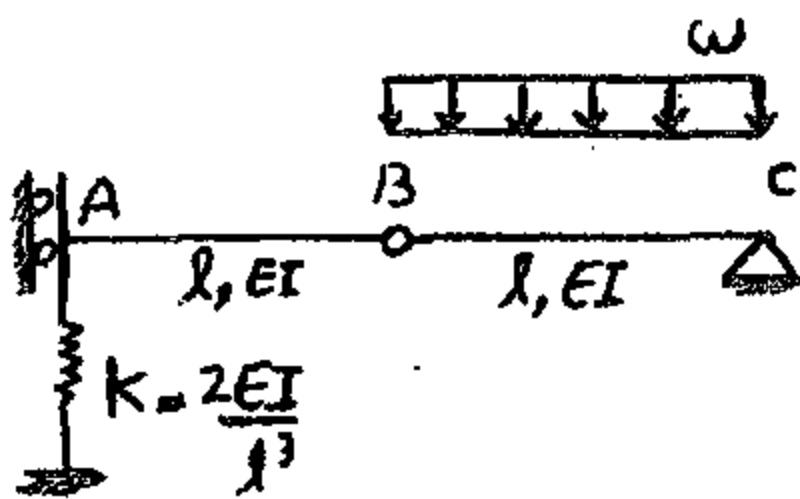 ω
A
B
C
l, EI
l, EI
K = 2EI
l³